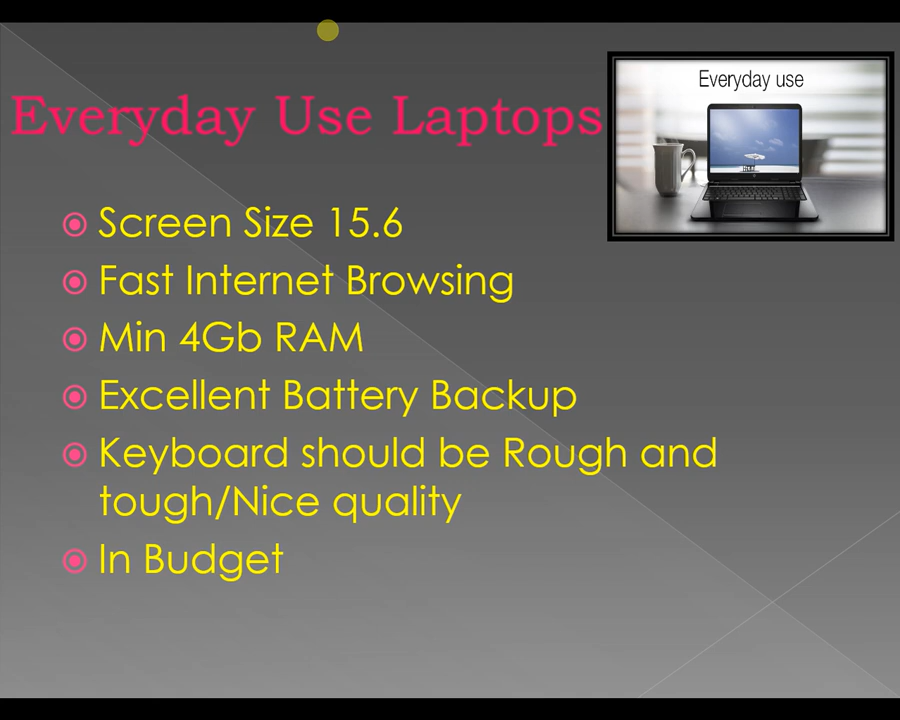 Everyday Use Laptops
Everyday use
Screen Size 15.6
Fast Internet Browsing
Min 4Gb RAM
Excellent Battery Backup
Keyboard should be Rough and
tough/Nice quality
In Budget